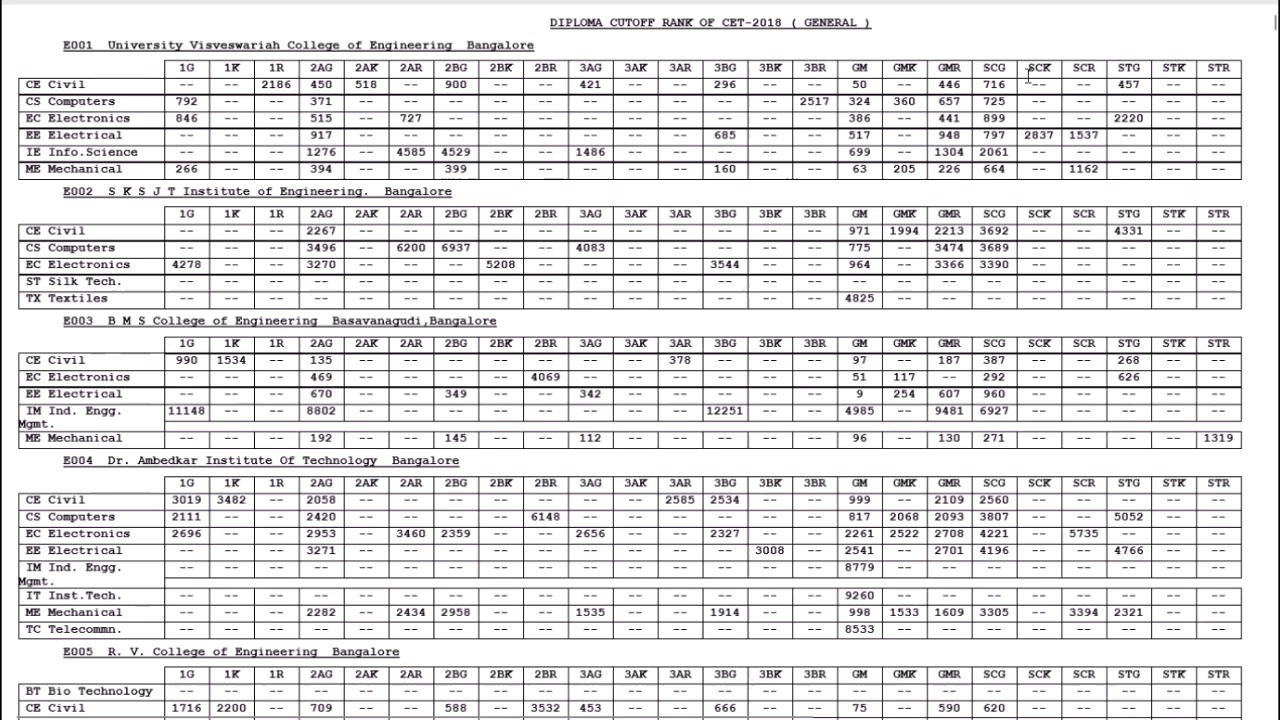 DIPLOMA CUTOFF RANK OF CET-2018 ( GENERAL )
E001 University Visveswariah College of Engineering Bangalore
1G 1K 1R 2AG 2AK 2AR 2BG 2BK 2BR 3AG 3AK 3AR 3BG 3BK 3BR GM GMK GMR SCG SCK SCR STG STK STR
CE Civil -- -- 2186 450 518 -- 900 -- -- 421 -- -- 296 -- -- 50 -- 446 716 -- -- 457 -- --
CS Computers 792 -- -- 371 -- -- -- -- -- -- -- -- -- -- 2517 324 360 657 725 -- -- -- -- --
EC Electronics 846 -- -- 515 -- 727 -- -- -- -- -- -- -- -- -- 386 -- 441 899 -- -- 2220 -- --
EE Electrical -- -- -- 917 -- -- -- -- -- -- -- -- 685 -- -- 517 -- 948 797 2837 1537 -- -- --
IE Info.Science -- -- -- 1276 -- 4585 4529 -- -- 1486 -- -- -- -- -- 699 -- 1304 2061 -- -- -- -- --
ME Mechanical 266 -- -- 394 -- -- 399 -- -- -- -- -- 160 -- -- 63 205 226 664 -- 1162 -- -- --
E002 S K S J T Institute of Engineering. Bangalore
1G 1K 1R 2AG 2AK 2AR 2BG 2BK 2BR 3AG 3AK 3AR 3BG 3BK 3BR GM GMK GMR SCG SCK SCR STG STK STR
CE Civil -- -- -- 2267 -- -- -- -- -- -- -- -- -- -- -- 971 1994 2213 3692 -- -- 4331 -- --
CS Computers -- -- -- 3496 -- 6200 6937 -- -- 4083 -- -- -- -- -- 775 -- 3474 3689 -- -- -- -- --
EC Electronics 4278 -- -- 3270 -- -- -- 5208 -- -- -- -- 3544 -- -- 964 -- 3366 3390 -- -- -- -- --
ST Silk Tech. -- -- -- -- -- -- -- -- -- -- -- -- -- -- -- -- -- -- -- -- -- -- -- --
TX Textiles -- -- -- -- -- -- -- -- -- -- -- -- -- -- -- 4825 -- -- -- -- -- -- -- --
E003 B M S College of Engineering Basavanagudi,Bangalore
1G 1K 1R 2AG 2AK 2AR 2BG 2BK 2BR 3AG 3AK 3AR 3BG 3BK 3BR GM GMK GMR SCG SCK SCR STG STK STR
CE Civil 990 1534 -- 135 -- -- -- -- -- -- -- 378 -- -- -- 97 -- 187 387 -- -- 268 -- --
EC Electronics -- -- -- 469 -- -- -- -- 4069 -- -- -- -- -- -- 51 117 -- 292 -- -- 626 -- --
EE Electrical -- -- -- 670 -- -- 349 -- -- 342 -- -- -- -- -- 9 254 607 960 -- -- -- -- --
IM Ind. Engg. 11148 -- -- 8802 -- -- -- -- -- -- -- -- 12251 -- -- 4985 -- 9481 6927 -- -- -- -- --
Mgmt.
ME Mechanical -- -- -- 192 -- -- 145 -- -- 112 -- -- -- -- -- 96 -- 130 271 -- -- -- -- 1319
E004 Dr. Ambedkar Institute Of Technology Bangalore
1G 1K 1R 2AG 2AK 2AR 2BG 2BK 2BR 3AG 3AK 3AR 3BG 3BK 3BR GM GMK GMR SCG SCK SCR STG STK STR
CE Civil 3019 3482 -- 2058 -- -- -- -- -- -- -- 2585 2534 -- -- 999 -- 2109 2560 -- -- -- -- --
CS Computers 2111 -- -- 2420 -- -- -- -- 6148 -- -- -- -- -- -- 817 2068 2093 3807 -- -- 5052 -- --
EC Electronics 2696 -- -- 2953 -- 3460 2359 -- -- 2656 -- -- 2327 -- -- 2261 2522 2708 4221 -- 5735 -- -- --
EE Electrical -- -- -- 3271 -- -- -- -- -- -- -- -- -- 3008 -- 2541 -- 2701 4196 -- -- 4766 -- --
IM Ind. Engg. -- -- -- -- -- -- -- -- -- -- -- -- -- -- -- 8779 -- -- -- -- -- -- -- --
Mgmt.
IT Inst.Tech. -- -- -- -- -- -- -- -- -- -- -- -- -- -- -- 9260 -- -- -- -- -- -- -- --
ME Mechanical -- -- -- 2282 -- 2434 2958 -- -- 1535 -- -- 1914 -- -- 998 1533 1609 3305 -- 3394 2321 -- --
TC Telecommn. -- -- -- -- -- -- -- -- -- -- -- -- -- -- -- 8533 -- -- -- -- -- -- -- --
E005 R. V. College of Engineering Bangalore
1G 1K 1R 2AG 2AK 2AR 2BG 2BK 2BR 3AG 3AK 3AR 3BG 3BK 3BR GM GMK GMR SCG SCK SCR STG STK STR
BT Bio Technology -- -- -- -- -- -- -- -- -- -- -- -- -- -- -- -- -- -- -- -- -- -- -- --
CE Civil 1716 2200 -- 709 -- -- 588 -- 3532 453 -- -- 666 -- -- 75 -- 590 620 -- -- -- -- --